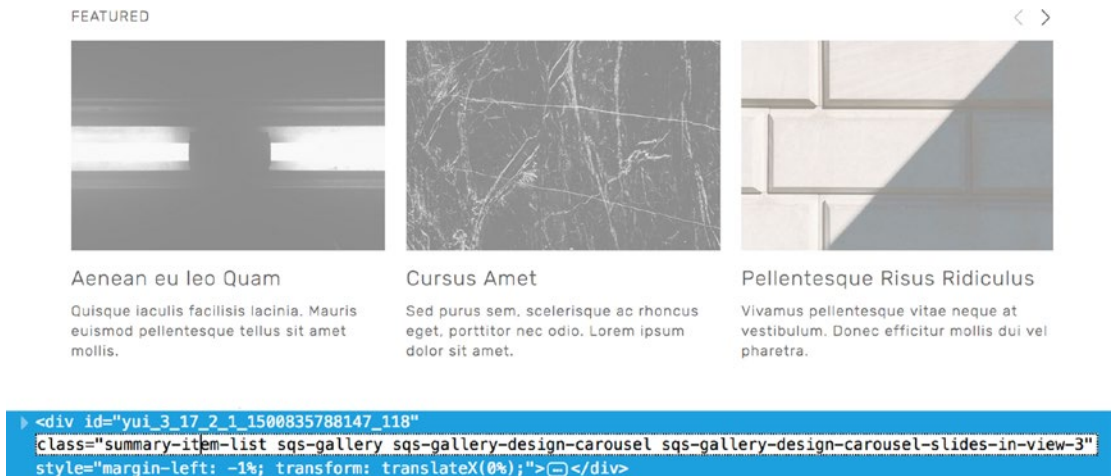 FEATURED
Aenean eu leo Quam
Quisque iaculis facilisis lacinia. Mauris
euismod pellentesque tellus sit amet
mollis.
Cursus Amet
Sed purus sem, scelerisque ac rhoncus
eget, porttitor nec odio. Lorem ipsum
dolor sit amet.
Pellentesque Risus Ridiculus
Vivamus pellentesque vitae neque at
vestibulum. Donec efficitur mollis dui vel
pharetra.
<div id="yui_3_17_2_1_1500835788147_118"
class="summary-item-list sqs-gallery sqs-gallery-design-carousel sqs-gallery-design-carousel-slides-in-view-3"
style="margin-left: -1%; transform: translateX(0%);">…</div>